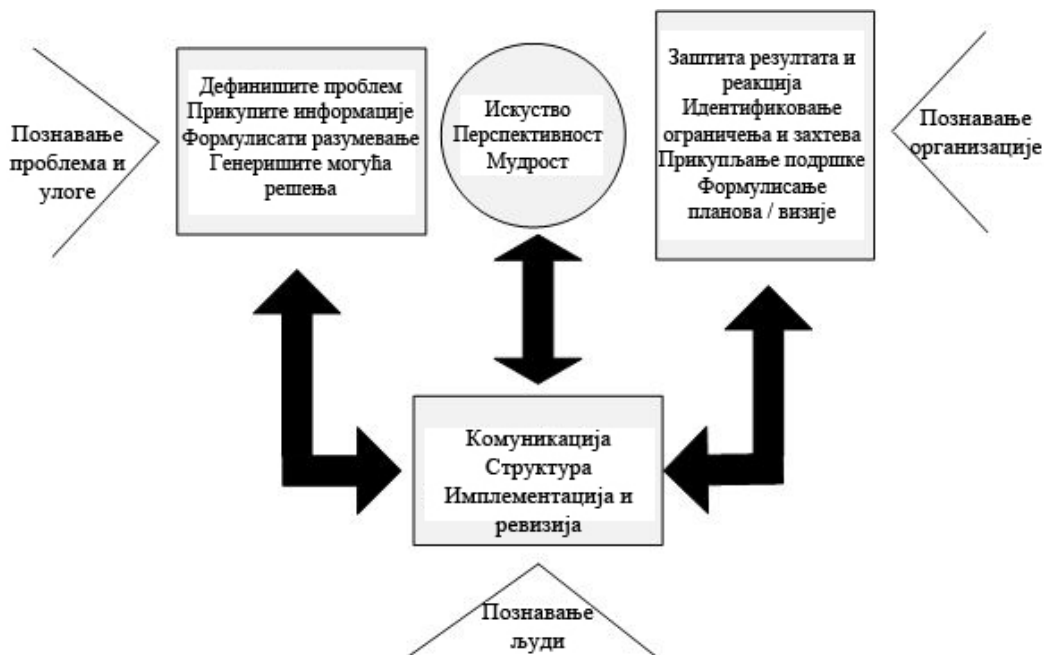 Познавање
проблема и
улоге
Дефинишите проблем
Прикупите информације
Формулисати разумевање
Генеришите могућа
решења
Искуство
Перспективност
Мудрост
Заштита резултата и
реакција
Идентификовање
ограничења и захтева
Прикупљање подршке
Формулисање
планова / визије
Познавање
организације
Комуникација
Структура
Имплементација и
ревизија
Познавање
људи